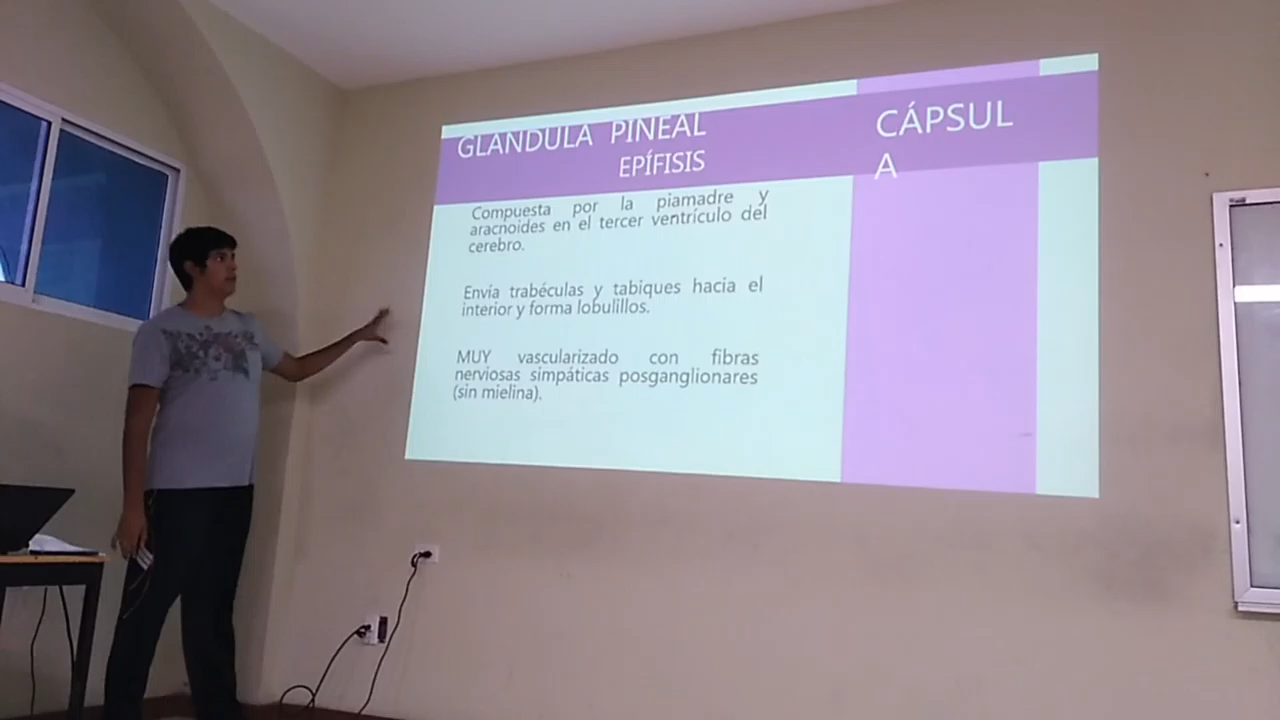 GLANDULA PINEAL
EPÍFISIS
CÁPSUL
A
Compuesta por la piamadre y
aracnoides en el tercer ventrículo del
cerebro.
Envía trabéculas y tabiques hacia el
interior y forma lobulillos.
MUY vascularizado con fibras
nerviosas simpáticas posganglionares
(sin mielina).